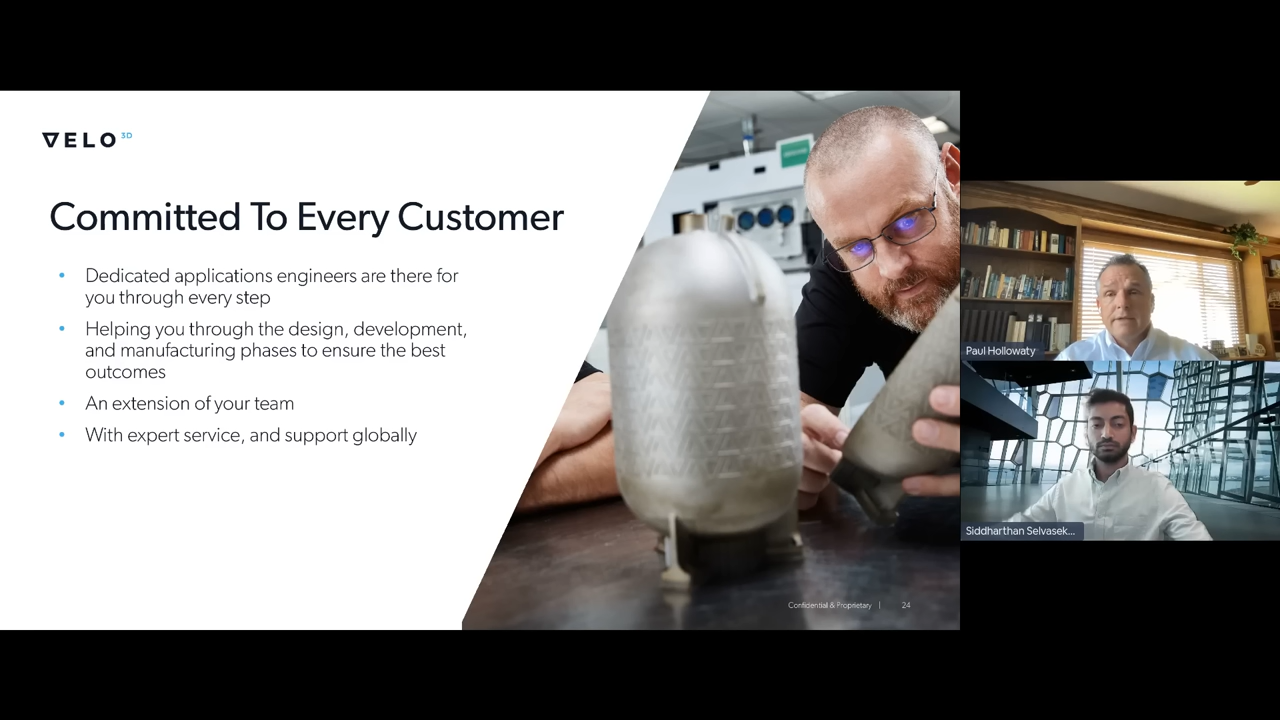 VELO 3D
Committed To Every Customer
• Dedicated applications engineers are there for
you through every step
• Helping you through the design, development,
and manufacturing phases to ensure the best
outcomes
• An extension of your team
• With expert service, and support globally
Confidential & Proprietary | 24
Paul Hollowaty
Siddharthan Selvasek...